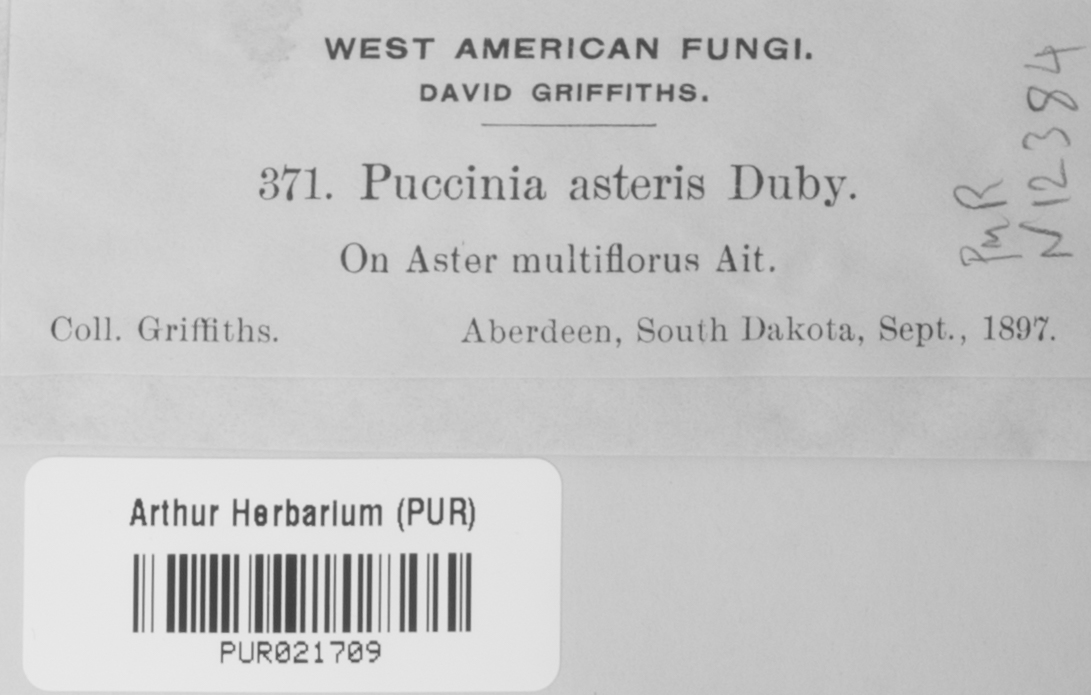 WEST AMERICAN FUNGI.
DAVID GRIFFITHS.
371. Puccinia asteris Duby.
On Aster multiflorus Ait.
Coll. Griffiths. Aberdeen, South Dakota, Sept., 1897.
PMR
N12384
Arthur Herbarium (PUR)
PUR021709